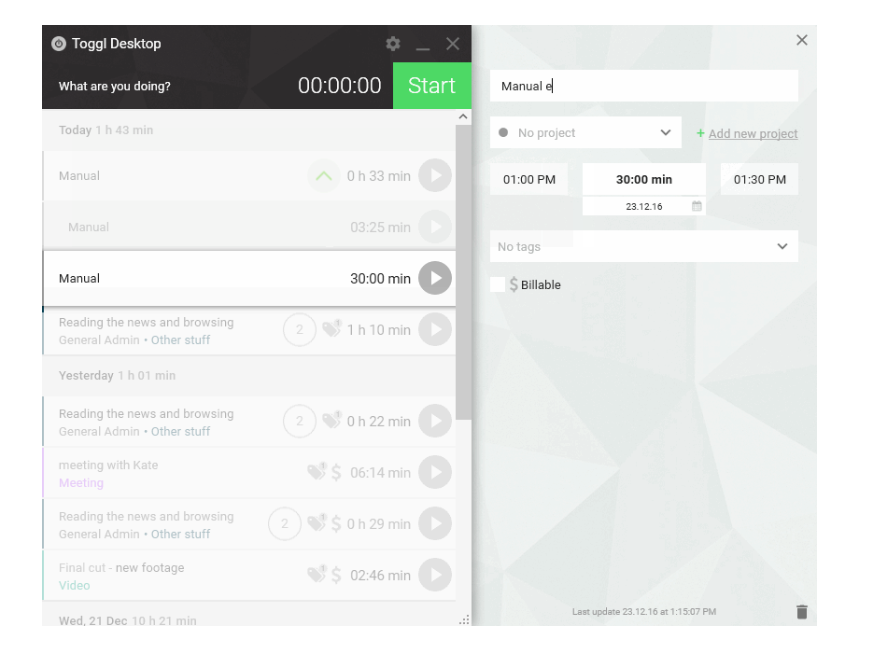 Toggl Desktop
What are you doing? 00:00:00 Start
Today 1 h 43 min
Manual 0 h 33 min
Manual 03:25 min
Manual 30:00 min
Reading the news and browsing
General Admin • Other stuff
2 1 h 10 min
Yesterday 1 h 01 min
Reading the news and browsing
General Admin • Other stuff
2 0 h 22 min
meeting with Kate
Meeting
$ 06:14 min
Reading the news and browsing
General Admin • Other stuff
2 $ 0 h 29 min
Final cut - new footage
Video
$ 02:46 min
Wed, 21 Dec 10 h 21 min
Manual e
No project + Add new project
01:00 PM 30:00 min 01:30 PM
23.12.16
No tags
$ Billable
Last update 23.12.16 at 1:15:07 PM